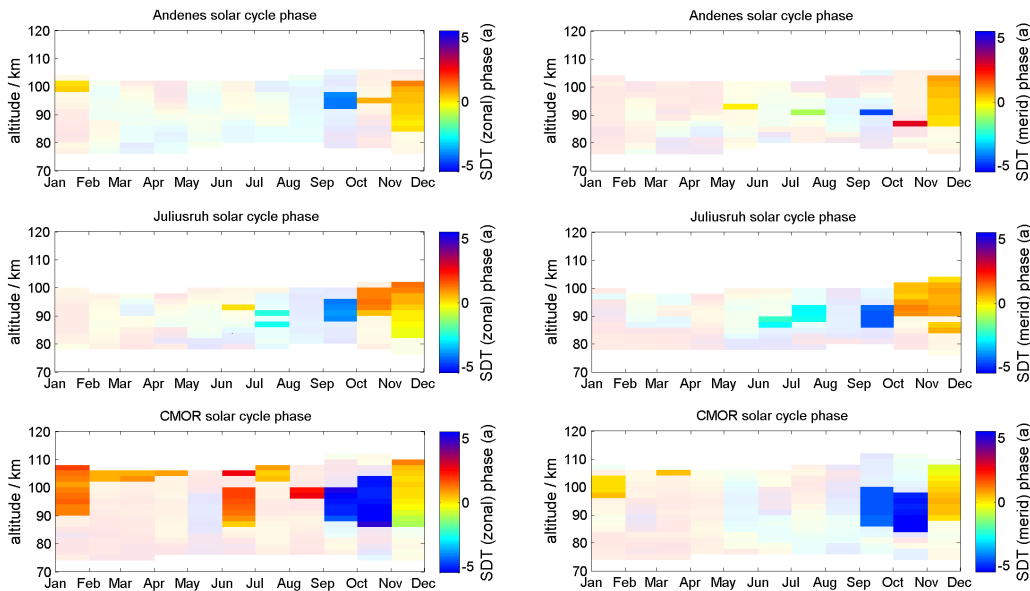 Andenes solar cycle phase
120
110
100
90
80
70
altitude / km
Jan Feb Mar Apr May Jun Jul Aug Sep Oct Nov Dec
5
0
-5
SDT (zonal) phase (a)
Andenes solar cycle phase
120
110
100
90
80
70
altitude / km
Jan Feb Mar Apr May Jun Jul Aug Sep Oct Nov Dec
5
0
-5
SDT (merid) phase (a)
Juliusruh solar cycle phase
120
110
100
90
80
70
altitude / km
Jan Feb Mar Apr May Jun Jul Aug Sep Oct Nov Dec
5
0
-5
SDT (zonal) phase (a)
Juliusruh solar cycle phase
120
110
100
90
80
70
altitude / km
Jan Feb Mar Apr May Jun Jul Aug Sep Oct Nov Dec
5
0
-5
SDT (merid) phase (a)
CMOR solar cycle phase
120
110
100
90
80
70
altitude / km
Jan Feb Mar Apr May Jun Jul Aug Sep Oct Nov Dec
5
0
-5
SDT (zonal) phase (a)
CMOR solar cycle phase
120
110
100
90
80
70
altitude / km
Jan Feb Mar Apr May Jun Jul Aug Sep Oct Nov Dec
5
0
-5
SDT (merid) phase (a)